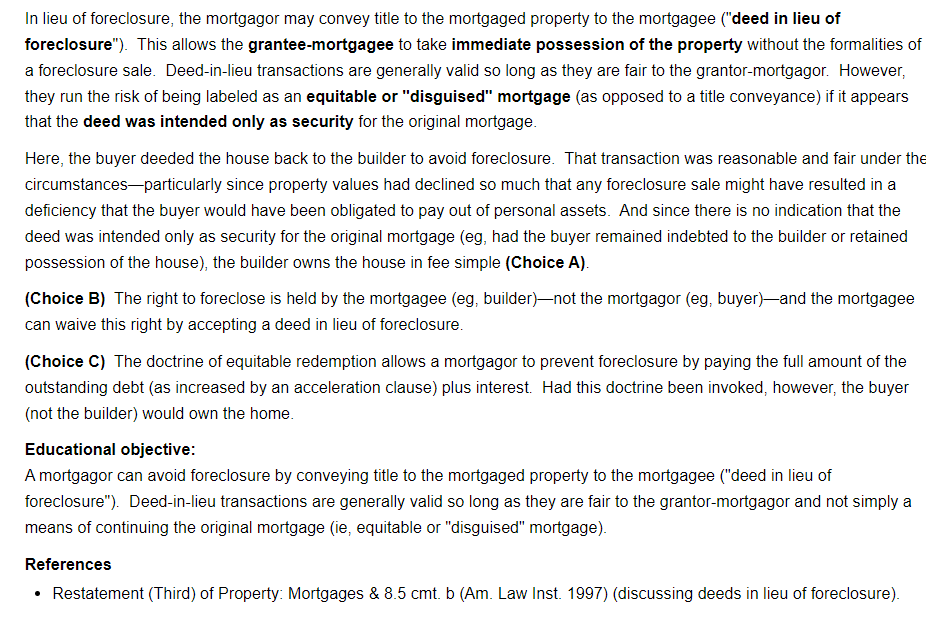 In lieu of foreclosure, the mortgagor may convey title to the mortgaged property to the mortgagee ("deed in lieu of
foreclosure").  This allows the grantee-mortgagee to take immediate possession of the property without the formalities of
a foreclosure sale.  Deed-in-lieu transactions are generally valid so long as they are fair to the grantor-mortgagor.  However,
they run the risk of being labeled as an equitable or "disguised" mortgage (as opposed to a title conveyance) if it appears
that the deed was intended only as security for the original mortgage.
Here, the buyer deeded the house back to the builder to avoid foreclosure.  That transaction was reasonable and fair under the
circumstances—particularly since property values had declined so much that any foreclosure sale might have resulted in a
deficiency that the buyer would have been obligated to pay out of personal assets.  And since there is no indication that the
deed was intended only as security for the original mortgage (eg, had the buyer remained indebted to the builder or retained
possession of the house), the builder owns the house in fee simple (Choice A).
(Choice B)  The right to foreclose is held by the mortgagee (eg, builder)—not the mortgagor (eg, buyer)—and the mortgagee
can waive this right by accepting a deed in lieu of foreclosure.
(Choice C)  The doctrine of equitable redemption allows a mortgagor to prevent foreclosure by paying the full amount of the
outstanding debt (as increased by an acceleration clause) plus interest.  Had this doctrine been invoked, however, the buyer
(not the builder) would own the home.
Educational objective:
A mortgagor can avoid foreclosure by conveying title to the mortgaged property to the mortgagee ("deed in lieu of
foreclosure").  Deed-in-lieu transactions are generally valid so long as they are fair to the grantor-mortgagor and not simply a
means of continuing the original mortgage (ie, equitable or "disguised" mortgage).
References
• Restatement (Third) of Property: Mortgages & 8.5 cmt. b (Am. Law Inst. 1997) (discussing deeds in lieu of foreclosure).